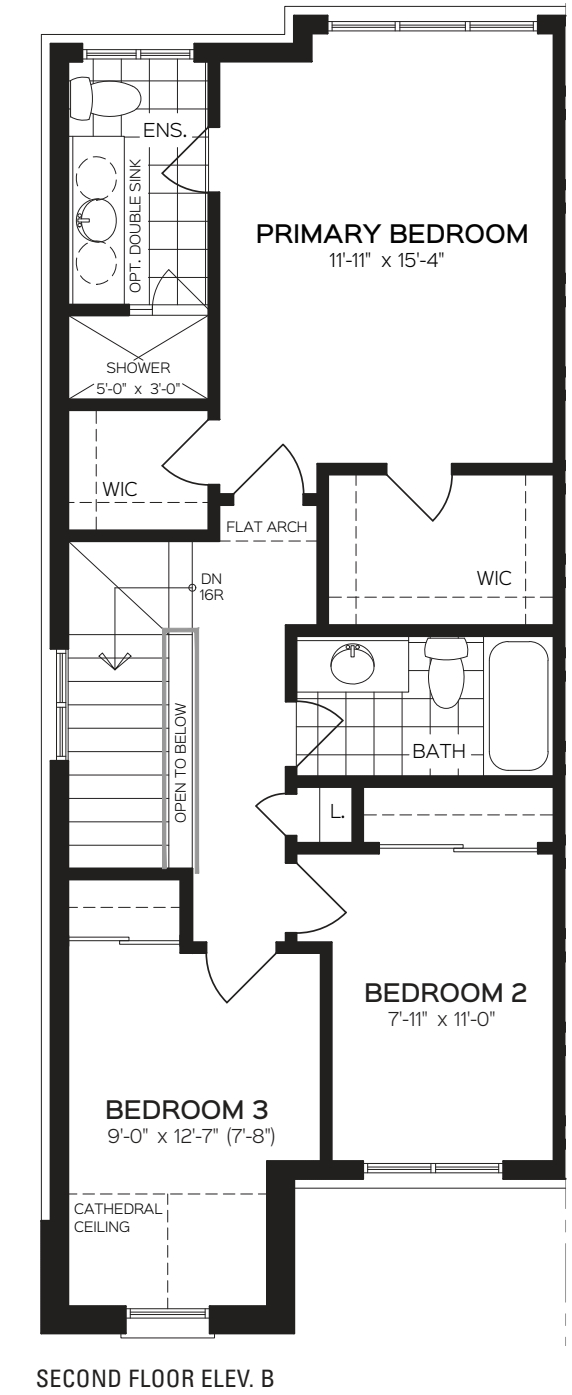 ENS.
OPT. DOUBLE SINK
PRIMARY BEDROOM
11'-11" x 15'-4"
SHOWER
5'-0" x 3'-0"
WIC
FLAT ARCH
WIC
DN
16R
OPEN TO BELOW
BATH
L.
BEDROOM 2
7'-11" x 11'-0"
BEDROOM 3
9'-0" x 12'-7" (7'-8")
CATHEDRAL
CEILING
SECOND FLOOR ELEV. B